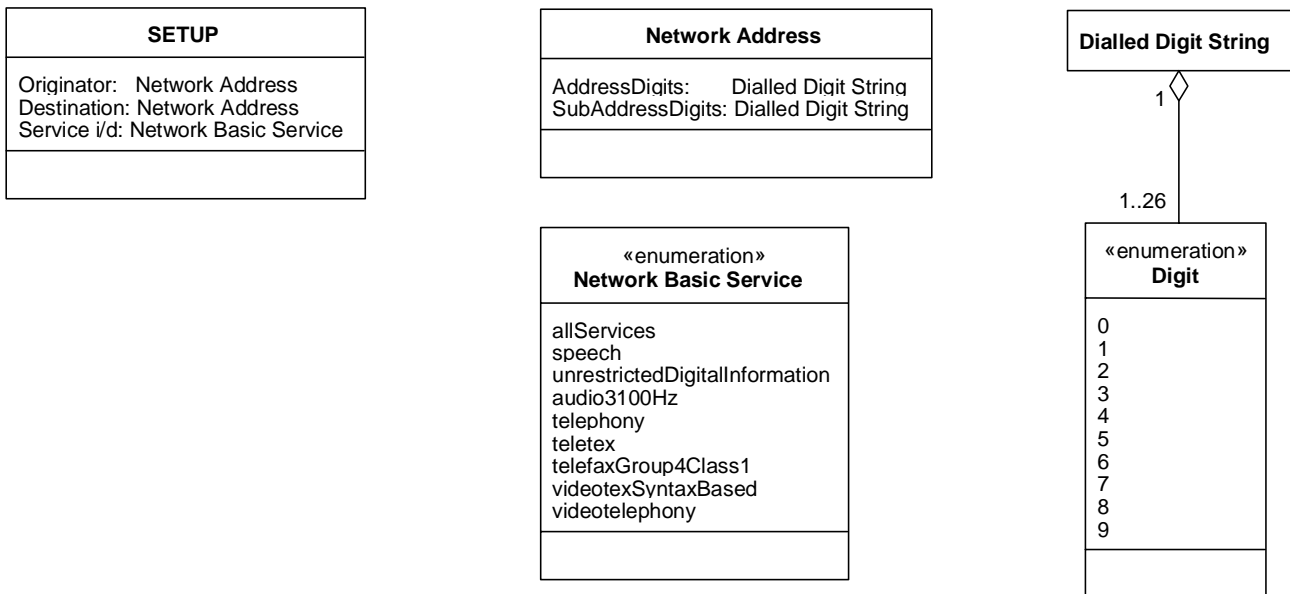 SETUP
Originator: Network Address
Destination: Network Address
Service i/d: Network Basic Service
Network Address
AddressDigits: Dialled Digit String
SubAddressDigits: Dialled Digit String
«enumeration»
Network Basic Service
allServices
speech
unrestrictedDigitalInformation
audio3100Hz
telephony
teletex
telefaxGroup4Class1
videotexSyntaxBased
videotelephony
Dialled Digit String
1
1..26
«enumeration»
Digit
0
1
2
3
4
5
6
7
8
9